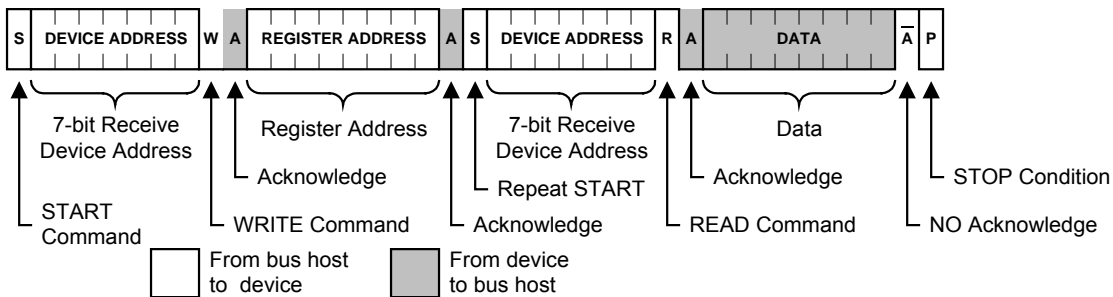 S DEVICE ADDRESS W A REGISTER ADDRESS A S DEVICE ADDRESS R A DATA A̅ P
7-bit Receive
Device Address
Register Address
7-bit Receive
Device Address
Data
Acknowledge
Repeat START
Acknowledge
STOP Condition
START
Command
WRITE Command
Acknowledge
READ Command
NO Acknowledge
From bus host
to device
From device
to bus host